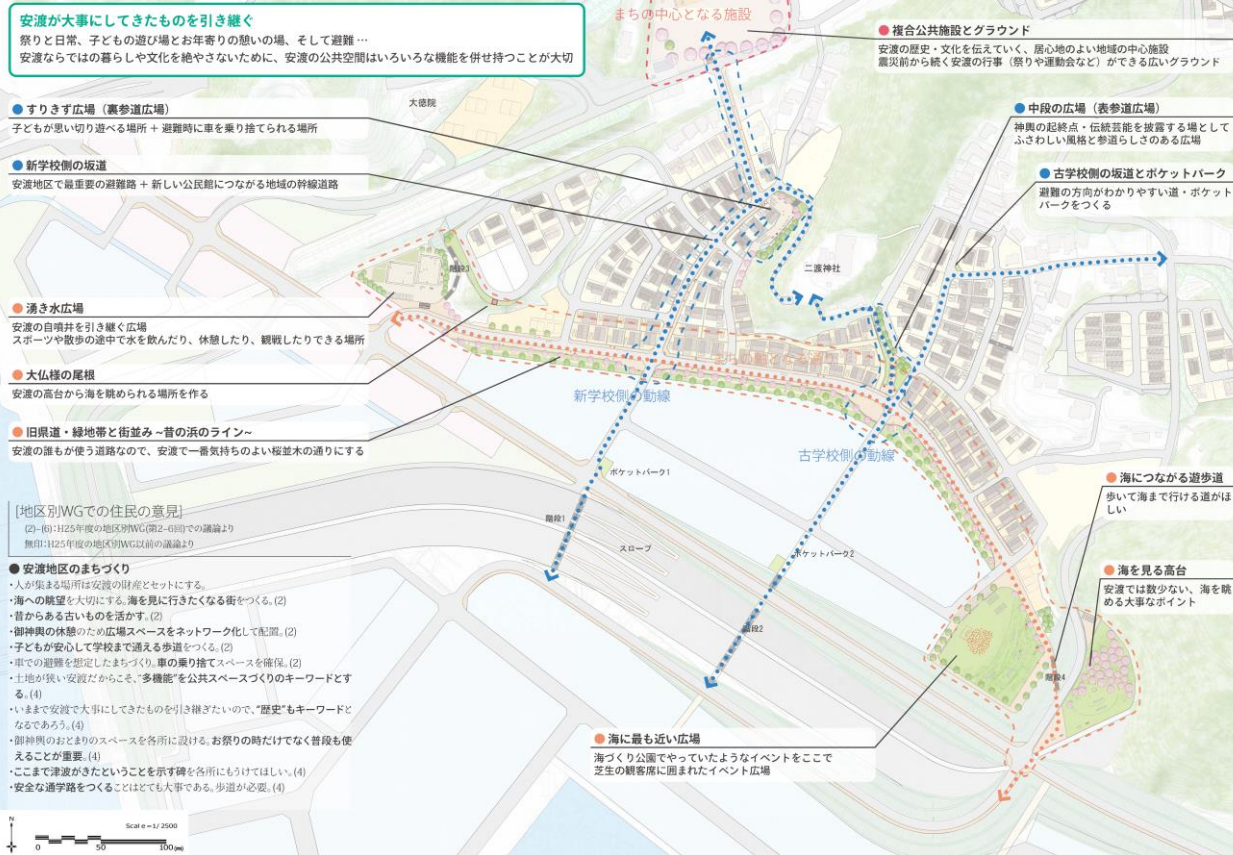 安渡が大事にしてきたものを引き継ぐ
祭りと日常、子どもの遊び場とお年寄りの憩いの場、そして避難 …
安渡ならではの暮らしや文化を絶やさないために、安渡の公共空間はいろいろな機能を併せ持つことが大切
まちの中心となる施設
● 複合公共施設とグラウンド
安渡の歴史・文化を伝えていく、居心地のよい地域の中心施設
震災前から続く安渡の行事（祭りや運動会など）ができる広いグラウンド
大徳院
● すりきず広場（裏参道広場）
子どもが思い切り遊べる場所 + 避難時に車を乗り捨てられる場所
● 中段の広場（表参道広場）
神輿の起終点・伝統芸能を披露する場として
ふさわしい風格と参道らしさのある広場
● 新学校側の坂道
安渡地区で最重要の避難路 + 新しい公民館につながる地域の幹線道路
● 古学校側の坂道とポケットパーク
避難の方向がわかりやすい道・ポケット
パークをつくる
階段3
二渡神社
● 湧き水広場
安渡の自噴井を引き継ぐ広場
スポーツや散歩の途中で水を飲んだり、休憩したり、観戦したりできる場所
まちの軸となる通り
● 大仏様の尾根
安渡の高台から海を眺められる場所を作る
新学校側の動線
● 旧県道・緑地帯と街並み ~昔の浜のライン~
安渡の誰もが使う道路なので、安渡で一番気持ちのよい桜並木の通りにする
古学校側の動線
ポケットパーク1
● 海につながる遊歩道
歩いて海まで行ける道がほ
しい
[地区別WGでの住民の意見]
(2)-(6):H25年度の地区別WG(第2-6回)での議論より
無印:H25年度の地区別WG以前の議論より
階段1
スロープ
ポケットパーク2
● 海を見る高台
安渡では数少ない、海を眺
める大事なポイント
● 安渡地区のまちづくり
・人が集まる場所は安渡の財産とセットにする。
・海への眺望を大切にする。海を見に行きたくなる街をつくる。(2)
・昔からある古いものを活かす。(2)
・御神輿の休憩のため広場スペースをネットワーク化して配置。(2)
・子どもが安心して学校まで通える歩道をつくる。(2)
・車での避難を想定したまちづくり。車の乗り捨てスペースを確保。(2)
・土地が狭い安渡だからこそ、"多機能"を公共スペースづくりのキーワードとす
る。(4)
・いままで安渡で大事にしてきたものを引き継ぎたいので、"歴史"もキーワードと
なるであろう。(4)
・御神輿のおとまりのスペースを各所に設ける。お祭りの時だけでなく普段も使
えることが重要。(4)
・ここまで津波がきたということを示す碑を各所にもうけてほしい。(4)
・安全な通学路をつくることはとても大事である。歩道が必要。(4)
階段2
階段4
● 海に最も近い広場
海づくり公園でやっていたようなイベントをここで
芝生の観客席に囲まれたイベント広場
N
Scale=1/2500
0 50 100(m)